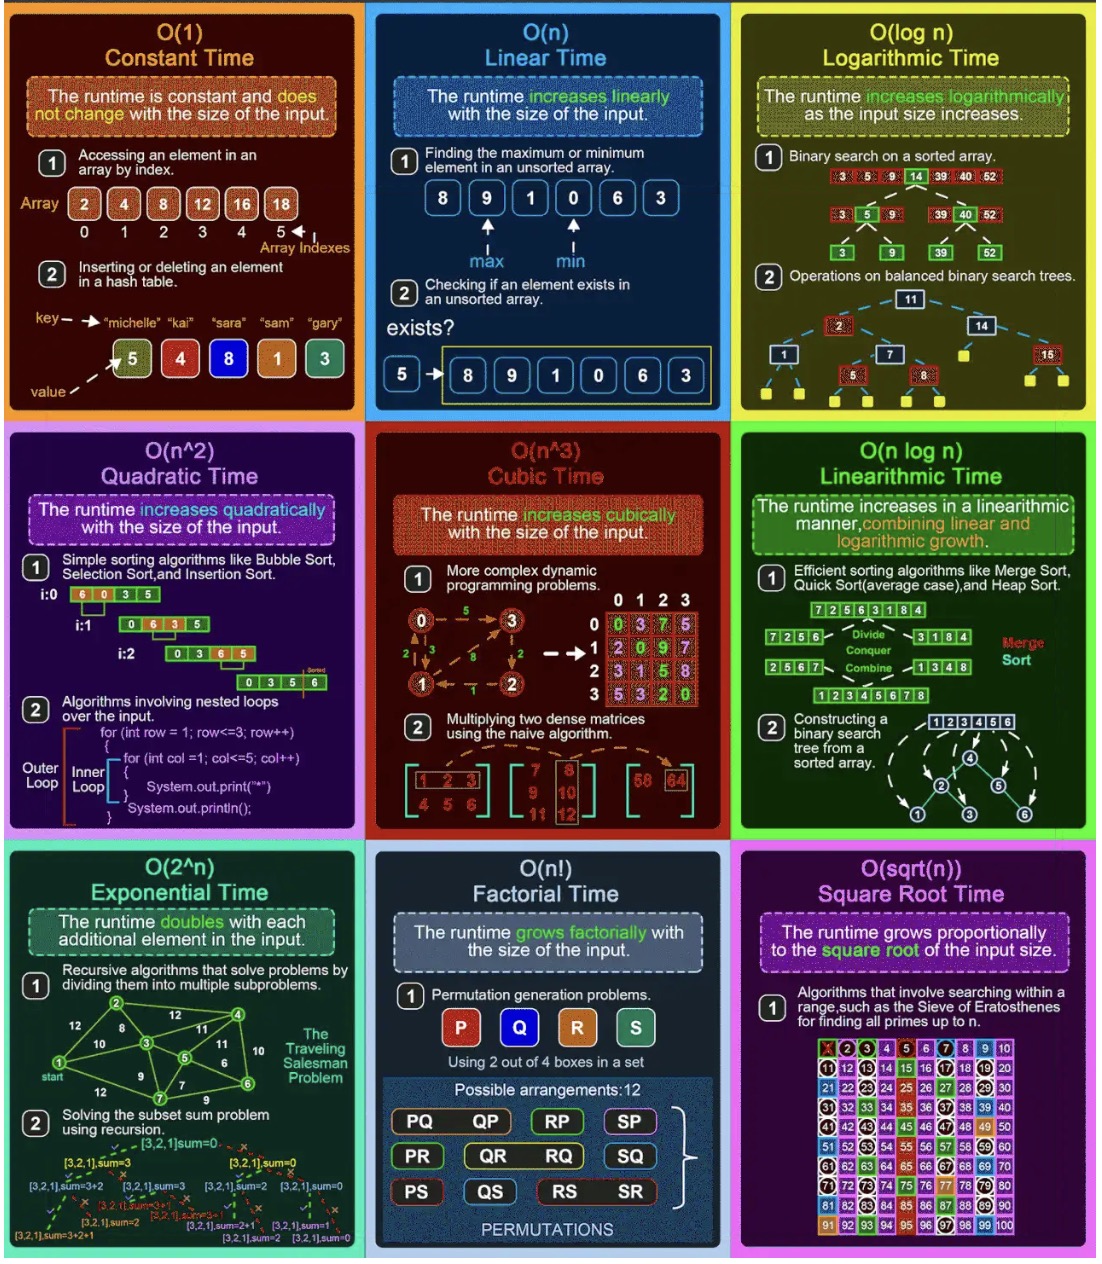 O(1)
Constant Time
The runtime is constant and does
not change with the size of the input.
1
Accessing an element in an
array by index.
Array 2 4 8 12 16 18
0 1 2 3 4 5
Array Indexes
2
Inserting or deleting an element
in a hash table.
key "michelle" "kai" "sara" "sam" "gary"
5 4 8 1 3
value
O(n)
Linear Time
The runtime increases linearly
with the size of the input.
1
Finding the maximum or minimum
element in an unsorted array.
8 9 1 0 6 3
max min
2
Checking if an element exists in
an unsorted array.
exists?
5 8 9 1 0 6 3
O(log n)
Logarithmic Time
The runtime increases logarithmically
as the input size increases.
1
Binary search on a sorted array.
3 5 9 14 39 40 52
3 5 9 39 40 52
3 9 39 52
2
Operations on balanced binary search trees.
11
2 14
1 7 15
5 8
O(n^2)
Quadratic Time
The runtime increases quadratically
with the size of the input.
1
Simple sorting algorithms like Bubble Sort,
Selection Sort,and Insertion Sort.
i:0 6 0 3 5
i:1 0 6 3 5
i:2 0 3 6 5
Sorted
0 3 5 6
2
Algorithms involving nested loops
over the input.
for (int row = 1; row<=3; row++)
{
for (int col =1; col<=5; col++)
Outer
Loop
Inner
Loop
{
System.out.print("*")
}
System.out.println();
}
O(n^3)
Cubic Time
The runtime increases cubically
with the size of the input.
1
More complex dynamic
programming problems.
0 5 3
2 3 8 2
1 1 2
0 1 2 3
0 0 3 7 5
1 2 0 9 7
2 3 1 5 8
3 5 3 2 0
2
Multiplying two dense matrices
using the naive algorithm.
1 2 3 7 8 58 64
4 5 6 9 10
11 12
O(n log n)
Linearithmic Time
The runtime increases in a linearithmic
manner,combining linear and
logarithmic growth.
1
Efficient sorting algorithms like Merge Sort,
Quick Sort(average case),and Heap Sort.
7 2 5 6 3 1 8 4
7 2 5 6 Divide 3 1 8 4
Conquer
2 5 6 7 Combine 1 3 4 8
1 2 3 4 5 6 7 8
Merge
Sort
2
Constructing a
binary search
tree from a
sorted array.
1 2 3 4 5 6
4
2 5
1 3 6
O(2^n)
Exponential Time
The runtime doubles with each
additional element in the input.
1
Recursive algorithms that solve problems by
dividing them into multiple subproblems.
2 12 4
12 8 11
10 3 11 10
1 5 6
start 9 6
12 7 7 9
The
Traveling
Salesman
Problem
2
Solving the subset sum problem
using recursion.
[3,2,1]sum=0
[3,2,1],sum=3 [3,2,1],sum=0
[3,2,1],sum=3+2 [3,2,1],sum=3 [3,2,1],sum=2 [3,2,1],sum=0
[3,2,1],sum=2 [3,2,1],sum=2+1 [3,2,1],sum=1
[3,2,1],sum=3+2+1 [3,2,1],sum=2 [3,2,1],sum=0
O(n!)
Factorial Time
The runtime grows factorially with
the size of the input.
1
Permutation generation problems.
P Q R S
Using 2 out of 4 boxes in a set
Possible arrangements:12
PQ QP RP SP
PR QR RQ SQ
PS QS RS SR
PERMUTATIONS
O(sqrt(n))
Square Root Time
The runtime grows proportionally
to the square root of the input size.
1
Algorithms that involve searching within a
range,such as the Sieve of Eratosthenes
for finding all primes up to n.
2 3 4 5 6 7 8 9 10
11 12 13 14 15 16 17 18 19 20
21 22 23 24 25 26 27 28 29 30
31 32 33 34 35 36 37 38 39 40
41 42 43 44 45 46 47 48 49 50
51 52 53 54 55 56 57 58 59 60
61 62 63 64 65 66 67 68 69 70
71 72 73 74 75 76 77 78 79 80
81 82 83 84 85 86 87 88 89 90
91 92 93 94 95 96 97 98 99 100